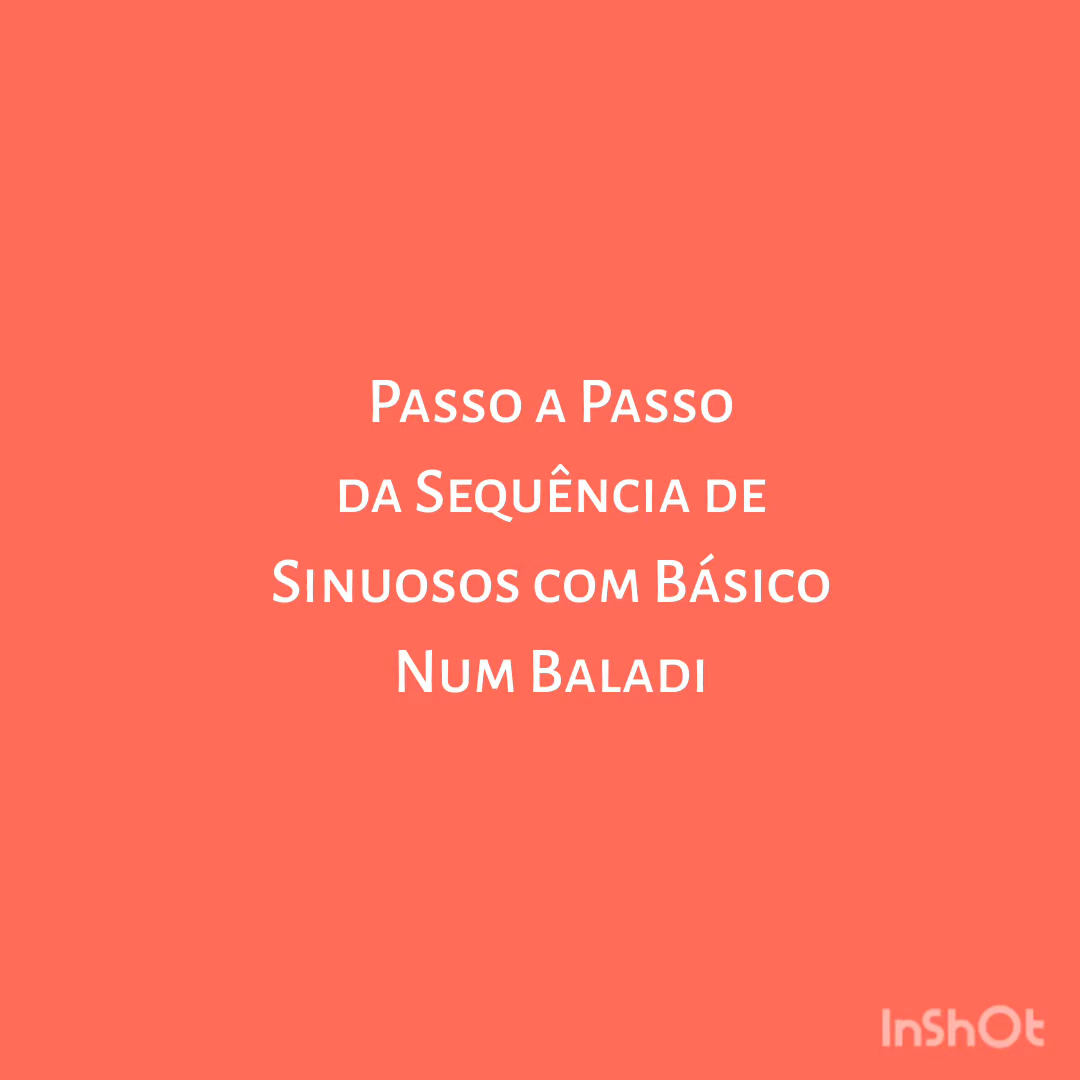 Passo a Passo
da Sequência de
Sinuosos com Básico
Num Baladi
InShOt